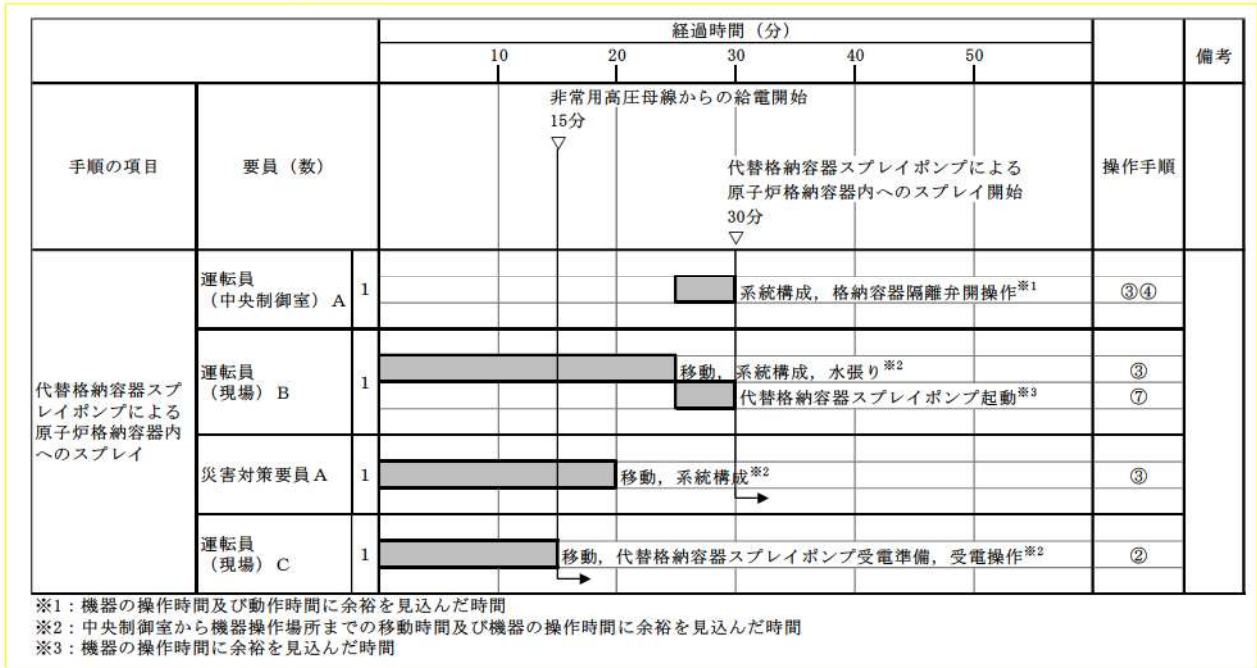 経過時間（分）
10 20 30 40 50
備考
手順の項目
要員（数）
非常用高圧母線からの給電開始
15分
▽
代替格納容器スプレイポンプによる
原子炉格納容器内へのスプレイ開始
30分
▽
操作手順
代替格納容器スプ
レイポンプによる
原子炉格納容器内
へのスプレイ
運転員
（中央制御室）A
1
系統構成，格納容器隔離弁開操作※1
③④
運転員
（現場）B
1
移動，系統構成，水張り※2
③
代替格納容器スプレイポンプ起動※3
⑦
災害対策要員A
1
移動，系統構成※2
③
運転員
（現場）C
1
移動，代替格納容器スプレイポンプ受電準備，受電操作※2
②
※1：機器の操作時間及び動作時間に余裕を見込んだ時間
※2：中央制御室から機器操作場所までの移動時間及び機器の操作時間に余裕を見込んだ時間
※3：機器の操作時間に余裕を見込んだ時間